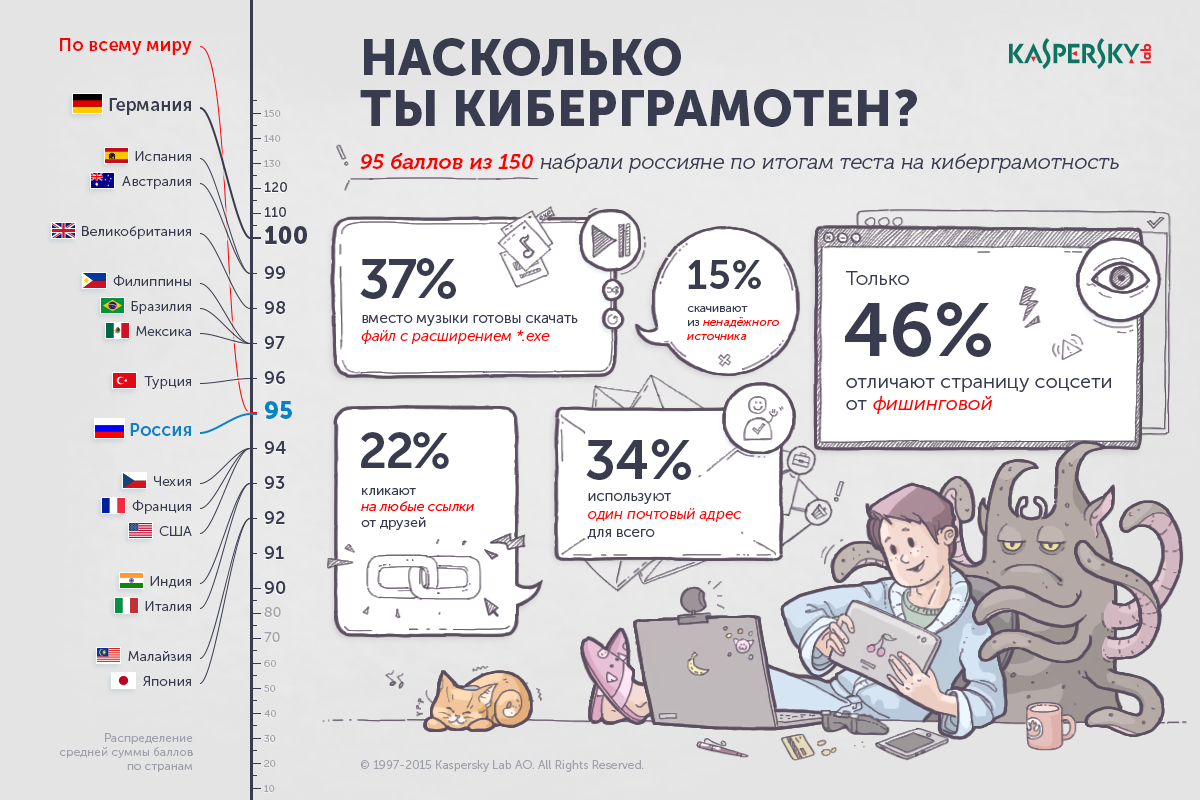 По всему миру
Германия
Испания
Австралия
Великобритания
Филиппины
Бразилия
Мексика
Турция
Россия
Чехия
Франция
США
Индия
Италия
Малайзия
Япония
Распределение
средней суммы баллов
по странам
150
140
130
120
110
100
99
98
97
96
95
94
93
92
91
90
80
70
60
50
40
30
20
10
НАСКОЛЬКО
ТЫ КИБЕРГРАМОТЕН?
KASPERSKY lab
95 баллов из 150 набрали россияне по итогам теста на киберграмотность
37%
вместо музыки готовы скачать
файл с расширением *.exe
15%
скачивают
из ненадёжного
источника
Только
46%
отличают страницу соцсети
от фишинговой
22%
кликают
на любые ссылки
от друзей
34%
используют
один почтовый адрес
для всего
© 1997-2015 Kaspersky Lab AO. All Rights Reserved.